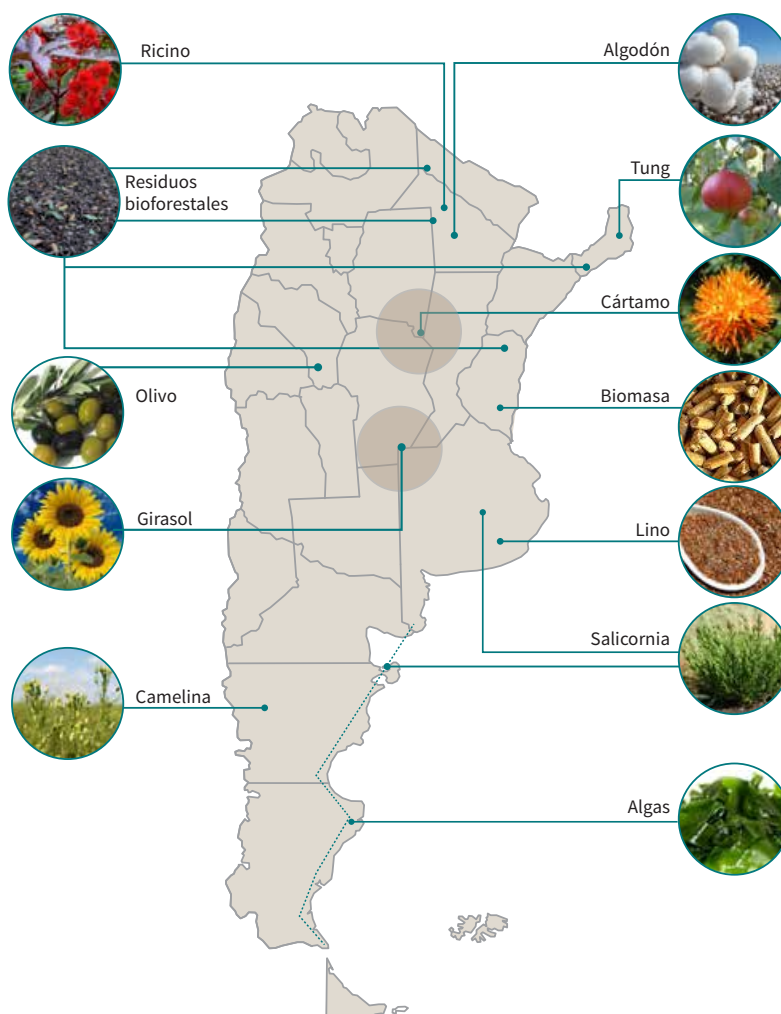 Ricino
Algodón
Residuos
bioforestales
Tung
Cártamo
Olivo
Biomasa
Girasol
Lino
Salicornia
Camelina
Algas